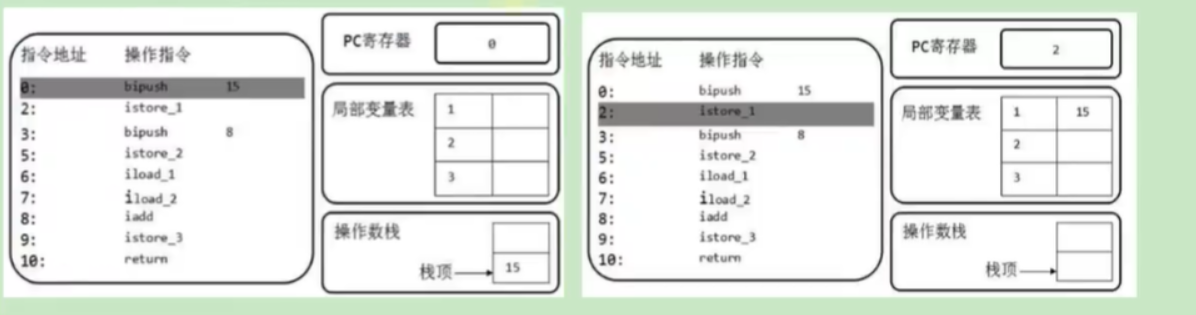 指令地址 操作指令
0: bipush 15
2: istore_1
3: bipush 8
5: istore_2
6: iload_1
7: iload_2
8: iadd
9: istore_3
10: return
PC寄存器 0
局部变量表 1
2
3
操作数栈
栈顶 15
指令地址 操作指令
0: bipush 15
2: istore_1
3: bipush 8
5: istore_2
6: iload_1
7: iload_2
8: iadd
9: istore_3
10: return
PC寄存器 2
局部变量表 1 15
2
3
操作数栈
栈顶